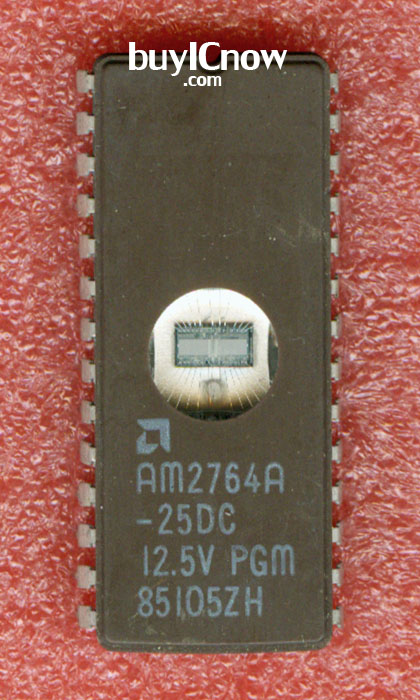 buyICnow
.com
AM2764A
-25DC
12.5V PGM
85105ZH